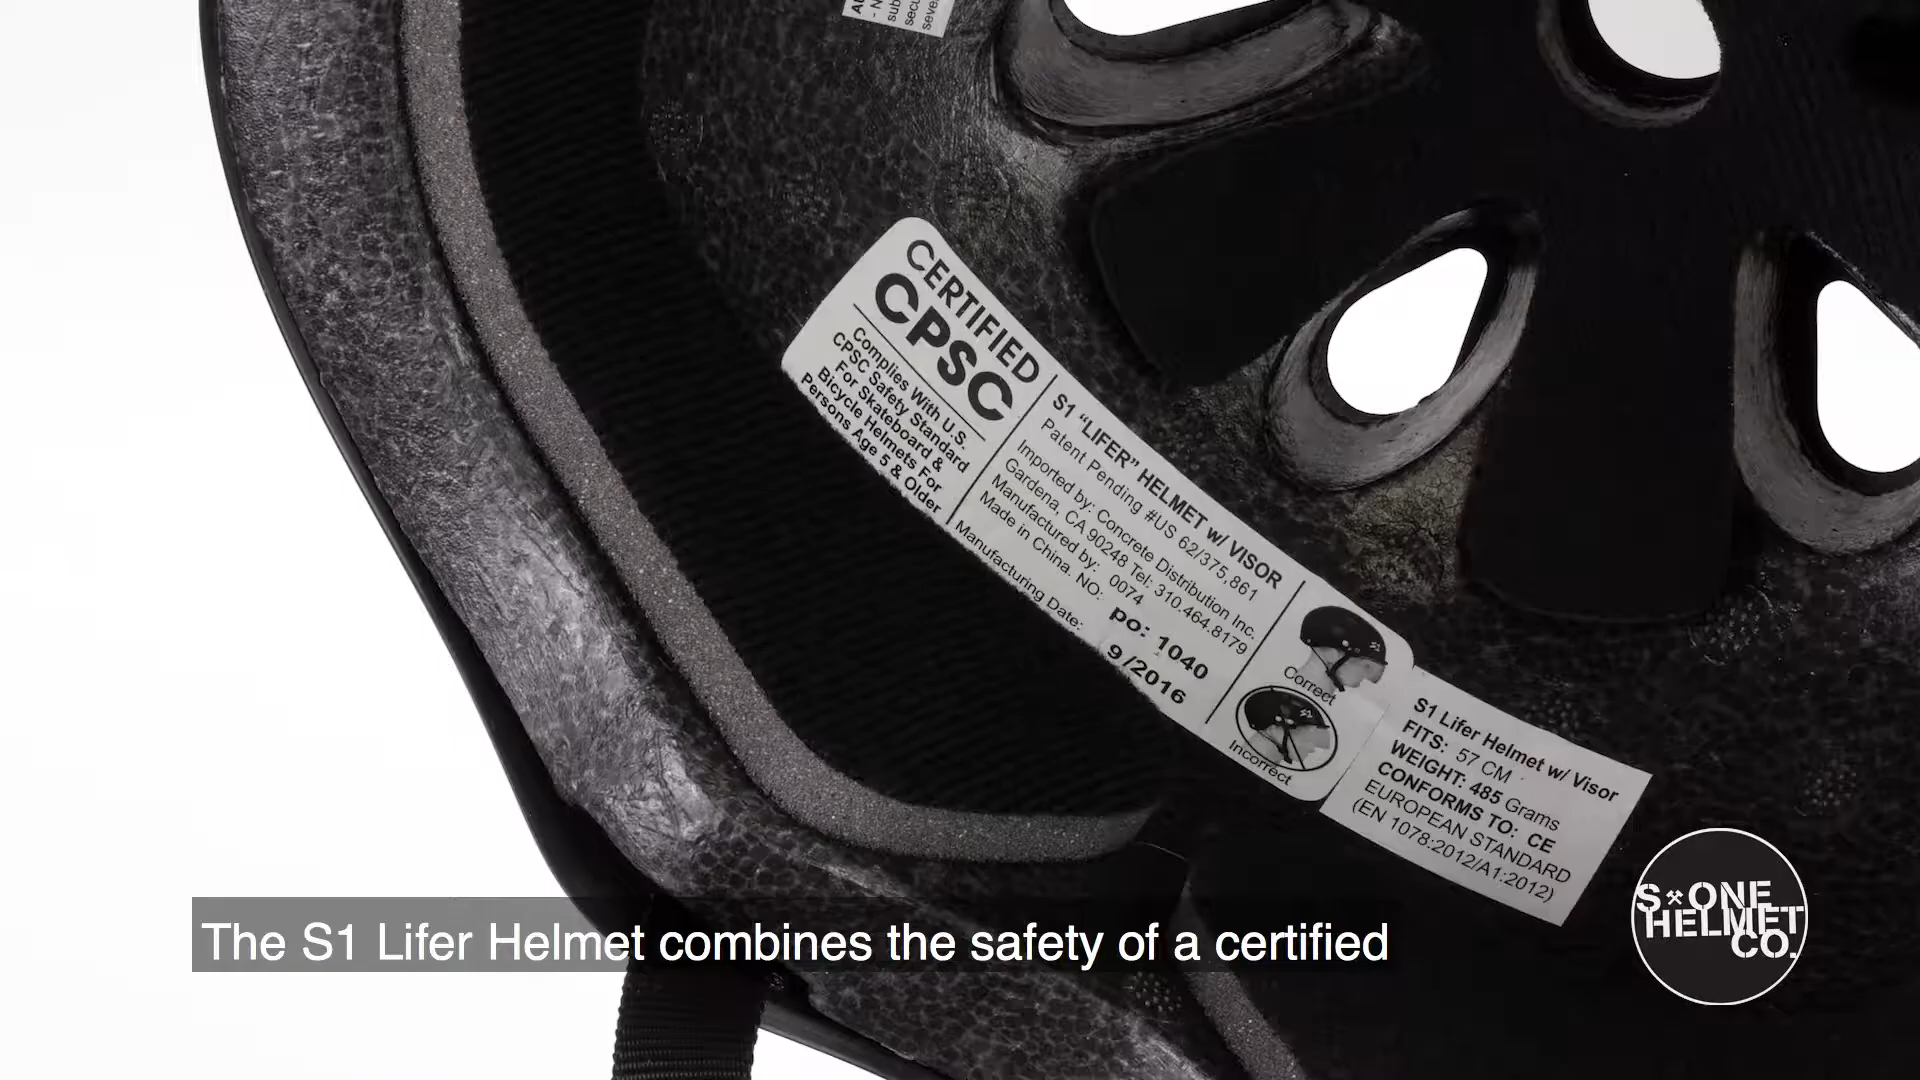 CERTIFIED
CPSC
Complies With U.S.
CPSC Safety Standard
For Skateboard &
Bicycle Helmets For
Persons Age 5 & Older
S1 “LIFER” HELMET w/ VISOR
Patent Pending #US 62/375,861
Imported by: Concrete Distribution Inc.
Gardena, CA 90248 Tel: 310.464.8179
Manufactured by: 0074
Made in China. NO: po: 1040
Manufacturing Date: 9/2016
Correct
Incorrect
S1 Lifer Helmet w/ Visor
FITS: 57 CM
WEIGHT: 485 Grams
CONFORMS TO: CE
EUROPEAN STANDARD
(EN 1078:2012/A1:2012)
The S1 Lifer Helmet combines the safety of a certified
S ONE
HELMET
CO.